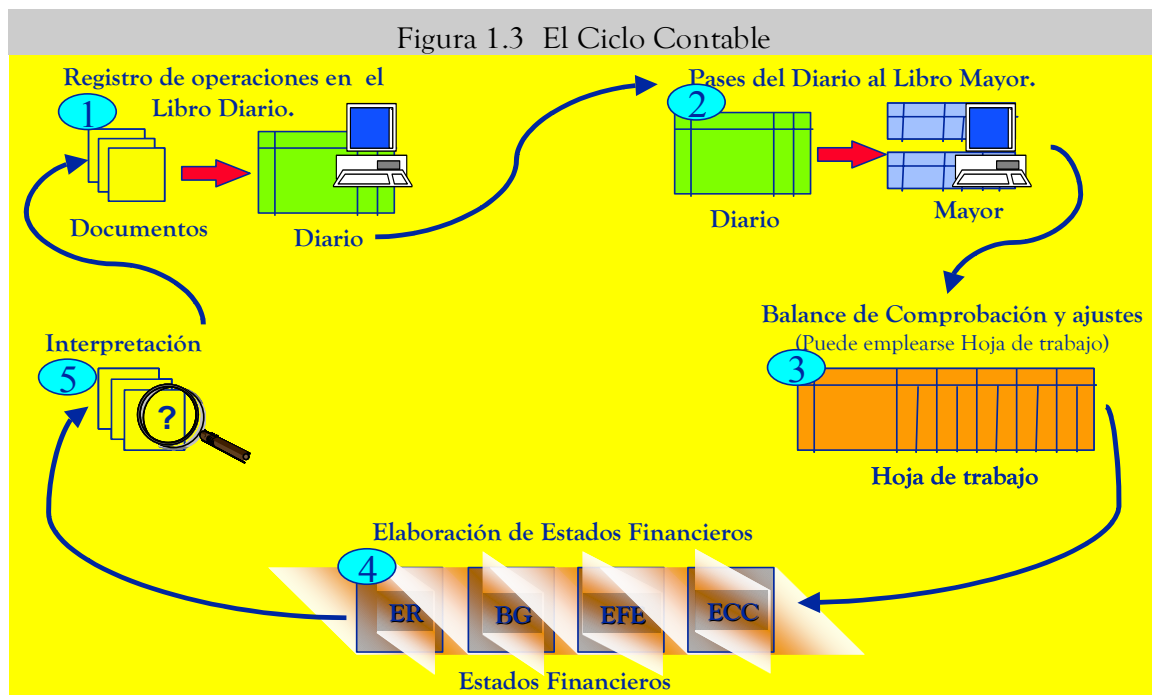 Figura 1.3 El Ciclo Contable
Registro de operaciones en el
Libro Diario.
1
Documentos
Diario
Pases del Diario al Libro Mayor.
2
Diario
Mayor
Balance de Comprobación y ajustes
(Puede emplearse Hoja de trabajo)
3
Hoja de trabajo
Elaboración de Estados Financieros
4
ER
BG
EFE
ECC
Estados Financieros
Interpretación
5
?